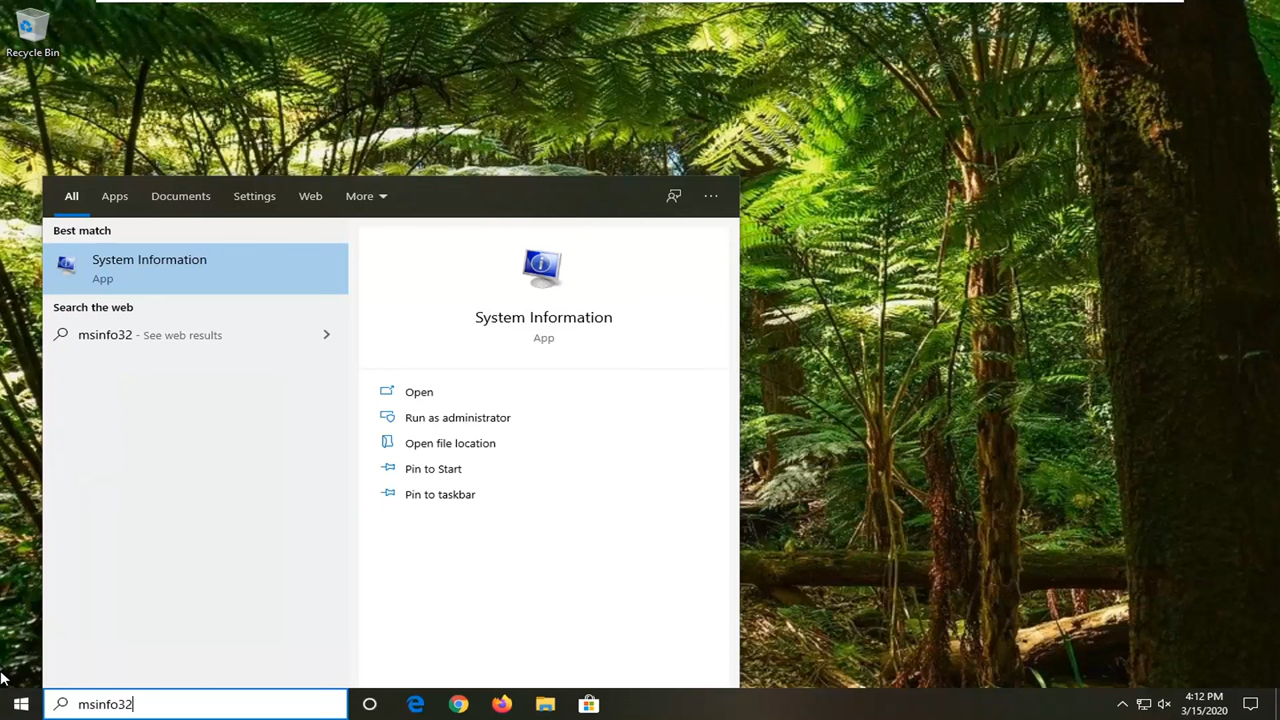 Recycle Bin
All Apps Documents Settings Web More
Best match
System Information
App
Search the web
msinfo32 - See web results
System Information
App
Open
Run as administrator
Open file location
Pin to Start
Pin to taskbar
msinfo32
4:12 PM
3/15/2020